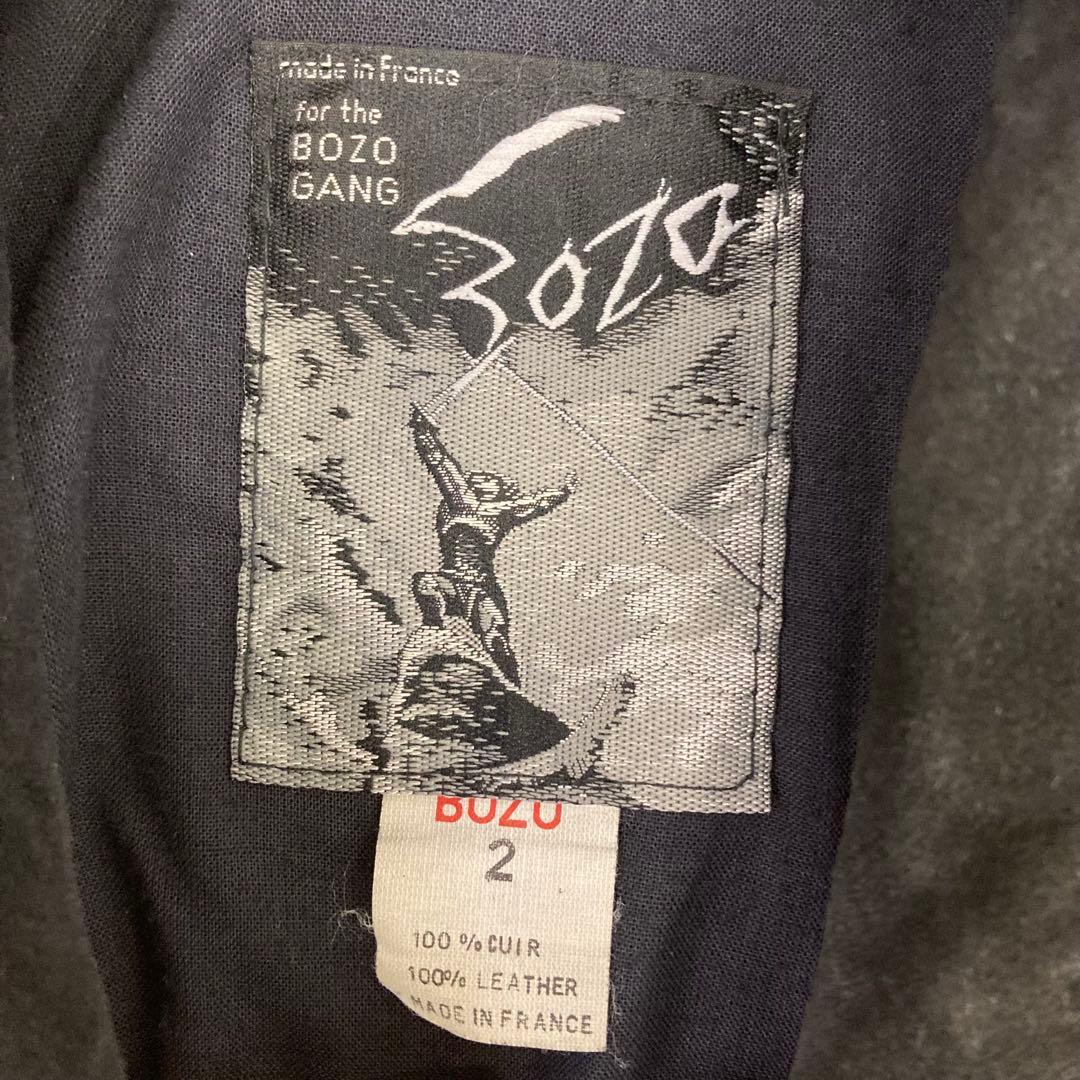 made in France
for the
BOZO
GANG
BOZO
BOZO
2
100 % CUIR
100% LEATHER
MADE IN FRANCE